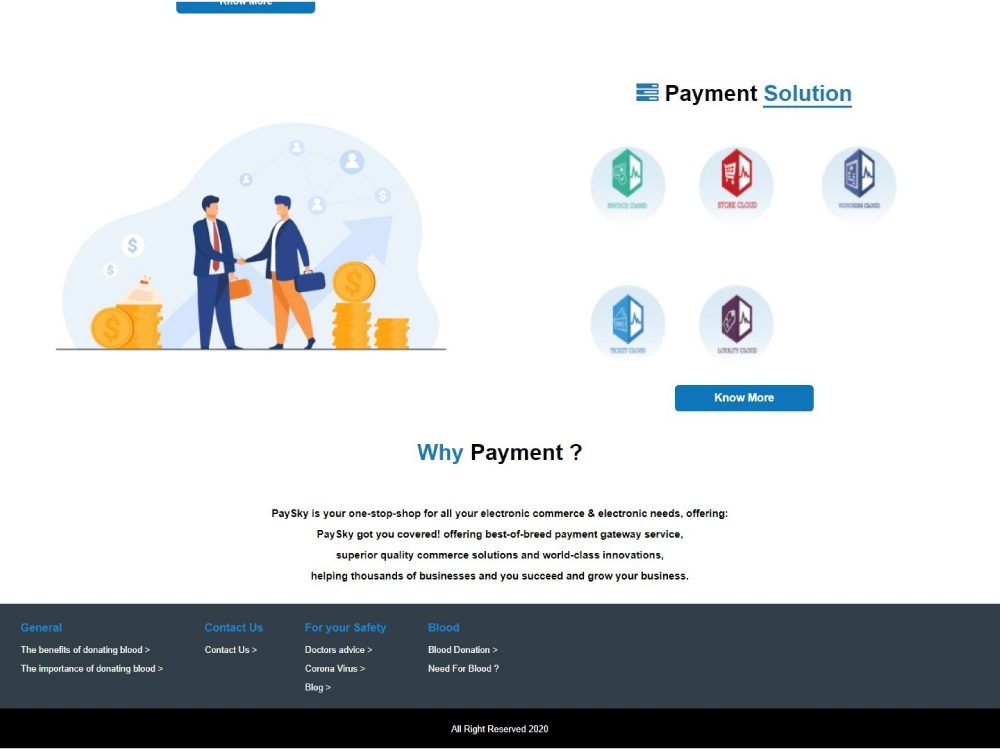 Know More
Payment Solution
INVOICE CLOUD
STORE CLOUD
VOUCHERS CLOUD
TICKET CLOUD
LOYALTY CLOUD
Know More
Why Payment ?
PaySky is your one-stop-shop for all your electronic commerce & electronic needs, offering:
PaySky got you covered! offering best-of-breed payment gateway service,
superior quality commerce solutions and world-class innovations,
helping thousands of businesses and you succeed and grow your business.
General
The benefits of donating blood >
The importance of donating blood >
Contact Us
Contact Us >
For your Safety
Doctors advice >
Corona Virus >
Blog >
Blood
Blood Donation >
Need For Blood ?
All Right Reserved 2020